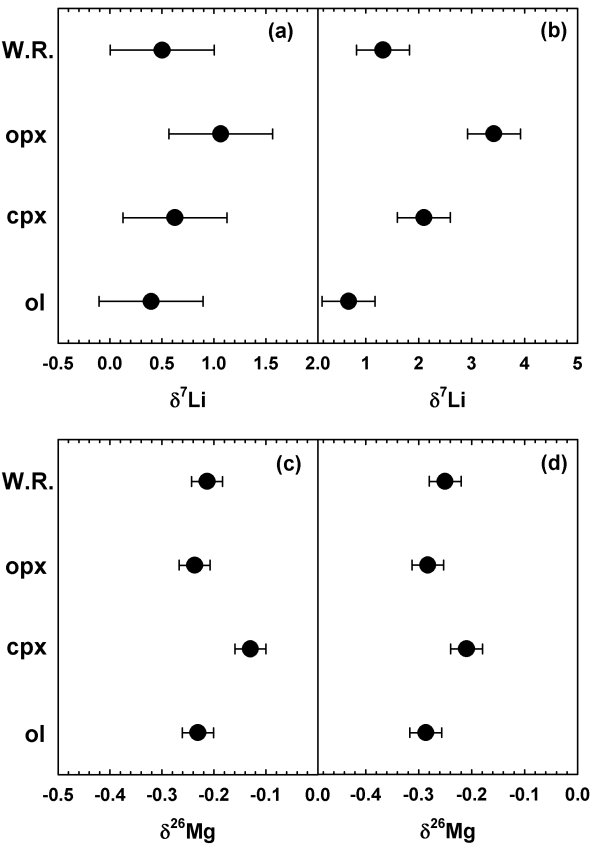 (a) (b)
W.R.
opx
cpx
ol
-0.5 0.0 0.5 1.0 1.5 2.0 1 2 3 4 5
δ⁷Li δ⁷Li
(c) (d)
W.R.
opx
cpx
ol
-0.5 -0.4 -0.3 -0.2 -0.1 0.0 -0.4 -0.3 -0.2 -0.1 0.0
δ²⁶Mg δ²⁶Mg